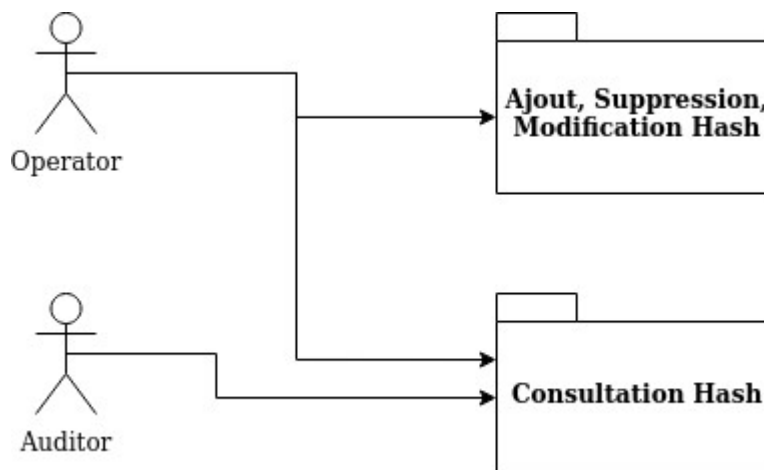 Operator
Ajout, Suppression,
Modification Hash
Auditor
Consultation Hash